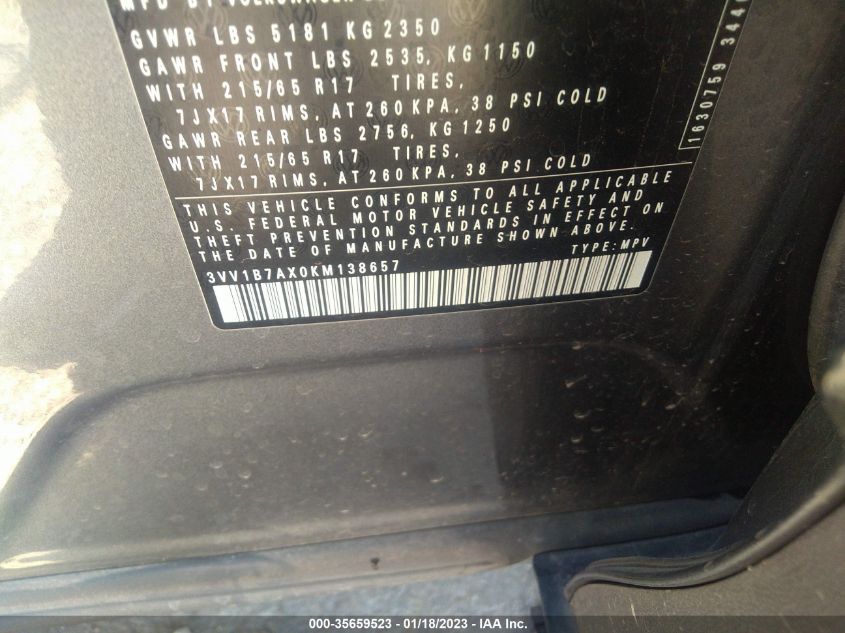 MFD BY VOLKSWAGEN
GVWR LBS 5181 KG 2350
GAWR FRONT LBS 2535, KG 1150
WITH 215/65 R17 TIRES,
7JX17 RIMS, AT 260 KPA, 38 PSI COLD
GAWR REAR LBS 2756, KG 1250
WITH 215/65 R17 TIRES,
7JX17 RIMS, AT 260 KPA, 38 PSI COLD
THIS VEHICLE CONFORMS TO ALL APPLICABLE
U.S. FEDERAL MOTOR VEHICLE SAFETY AND
THEFT PREVENTION STANDARDS IN EFFECT ON
THE DATE OF MANUFACTURE SHOWN ABOVE.
3VV1B7AX0KM138657 TYPE: MPV
1630759
000-35659523 - 01/18/2023 - IAA Inc.